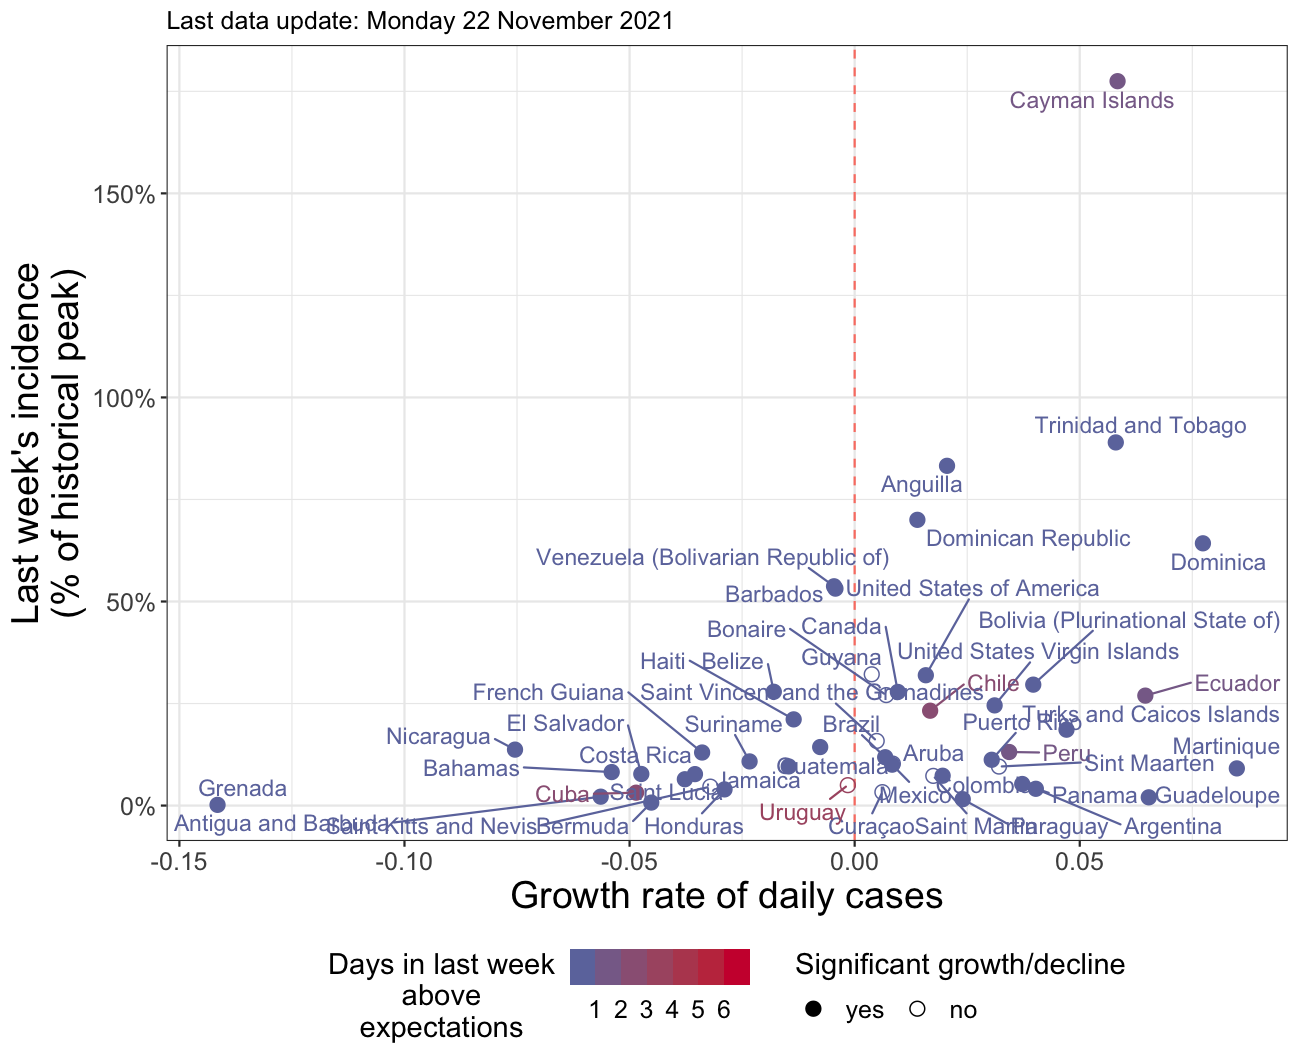 Last data update: Monday 22 November 2021
Last week's incidence
(% of historical peak)
150%
100%
50%
0%
Cayman Islands
Trinidad and Tobago
Anguilla
Dominican Republic
Dominica
Venezuela (Bolivarian Republic of)
Barbados
United States of America
Bonaire
Canada
Bolivia (Plurinational State of)
Haiti
Belize
Guyana
United States Virgin Islands
French Guiana
Saint Vincent and the Grenadines
Chile
Ecuador
El Salvador
Suriname
Brazil
Puerto Rico
Turks and Caicos Islands
Nicaragua
Costa Rica
Aruba
Peru
Martinique
Bahamas
Jamaica
Guatemala
Sint Maarten
Grenada
Cuba
Saint Lucia
Mexico
Colombia
Panama
Guadeloupe
Uruguay
Antigua and Barbuda
Saint Kitts and Nevis
Bermuda
Honduras
Curaçao
Saint Martin
Paraguay
Argentina
-0.15
-0.10
-0.05
0.00
0.05
Growth rate of daily cases
Days in last week
above
expectations
1 2 3 4 5 6
Significant growth/decline
yes
no